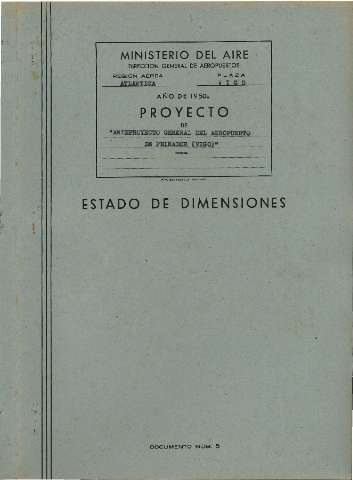 MINISTERIO DEL AIRE
DIRECCION GENERAL DE AEROPUERTOS
REGION AEREA PLAZA
ATLANTICA VIGO
AÑO DE 1950.
PROYECTO
DE
"ANTEPROYECTO GENERAL DEL AEROPUERTO
DE PEINADOR (VIGO)"
ESTADO DE DIMENSIONES
DOCUMENTO NÚM. 5